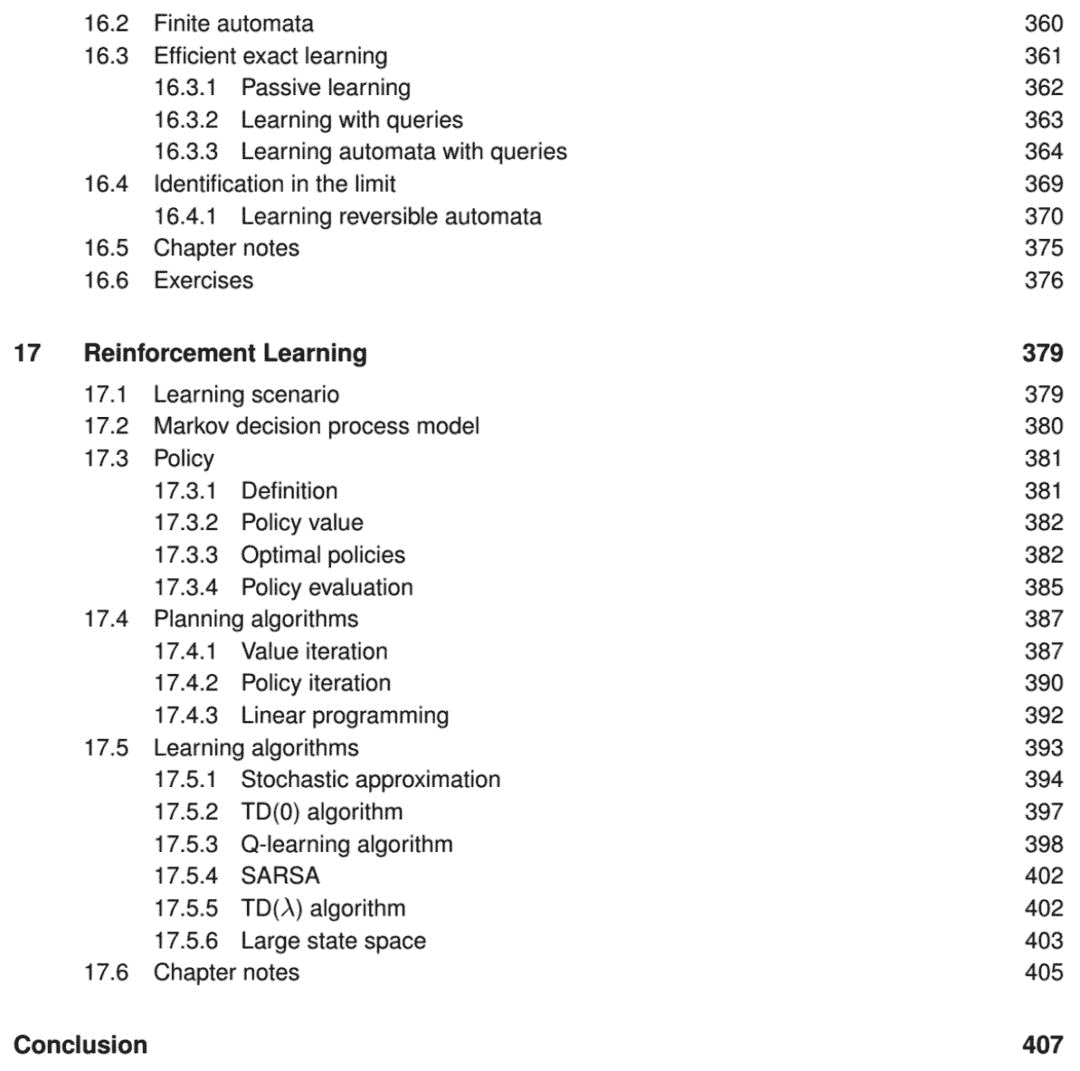 16.2 Finite automata 360
16.3 Efficient exact learning 361
16.3.1 Passive learning 362
16.3.2 Learning with queries 363
16.3.3 Learning automata with queries 364
16.4 Identification in the limit 369
16.4.1 Learning reversible automata 370
16.5 Chapter notes 375
16.6 Exercises 376
17 Reinforcement Learning 379
17.1 Learning scenario 379
17.2 Markov decision process model 380
17.3 Policy 381
17.3.1 Definition 381
17.3.2 Policy value 382
17.3.3 Optimal policies 382
17.3.4 Policy evaluation 385
17.4 Planning algorithms 387
17.4.1 Value iteration 387
17.4.2 Policy iteration 390
17.4.3 Linear programming 392
17.5 Learning algorithms 393
17.5.1 Stochastic approximation 394
17.5.2 TD(0) algorithm 397
17.5.3 Q-learning algorithm 398
17.5.4 SARSA 402
17.5.5 TD(λ) algorithm 402
17.5.6 Large state space 403
17.6 Chapter notes 405
Conclusion 407